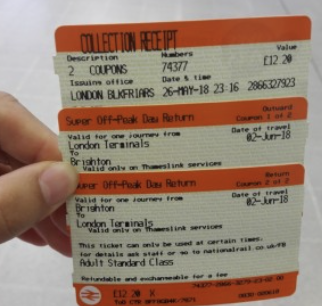 COLLECTION RECEIPT
Description Numbers Value
2 COUPONS 74377 £12.20
Issuing office Date & time
LONDON BLKFRIARS 26-MAY-18 23:16 2866327923
Super Off-Peak Day Return Outward
Coupon 1 of 2
Valid for one journey from Date of travel
London Terminals 02-Jun-18
To
Brighton
Valid only on Thameslink services
Super Off-Peak Day Return Return
Coupon 2 of 2
Valid for one journey from Date of travel
Brighton 02-Jun-18
To
London Terminals
Valid only on Thameslink services
This ticket can only be used at certain times.
for details ask staff or go to nationalrail.co.uk/
Adult Standard Class
Refundable and exchangeable for a fee
£12.20 X